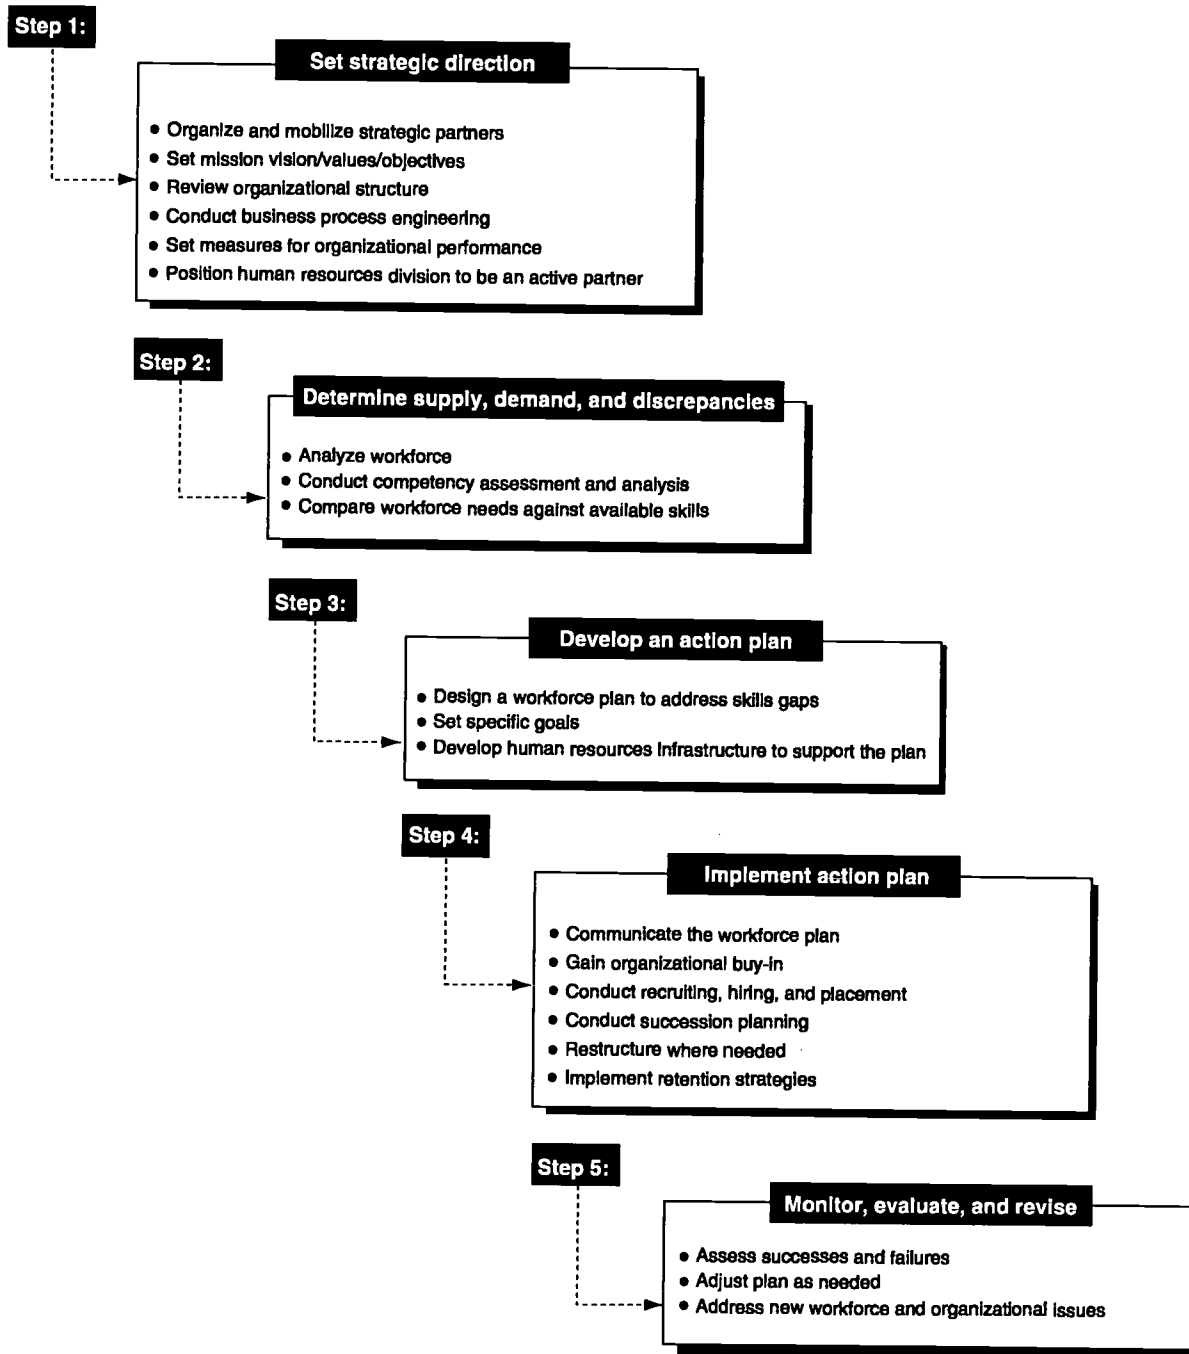 Step 1:
Set strategic direction
• Organize and mobilize strategic partners
• Set mission vision/values/objectives
• Review organizational structure
• Conduct business process engineering
• Set measures for organizational performance
• Position human resources division to be an active partner
Step 2:
Determine supply, demand, and discrepancies
• Analyze workforce
• Conduct competency assessment and analysis
• Compare workforce needs against available skills
Step 3:
Develop an action plan
• Design a workforce plan to address skills gaps
• Set specific goals
• Develop human resources infrastructure to support the plan
Step 4:
Implement action plan
• Communicate the workforce plan
• Gain organizational buy-in
• Conduct recruiting, hiring, and placement
• Conduct succession planning
• Restructure where needed
• Implement retention strategies
Step 5:
Monitor, evaluate, and revise
• Assess successes and failures
• Adjust plan as needed
• Address new workforce and organizational issues